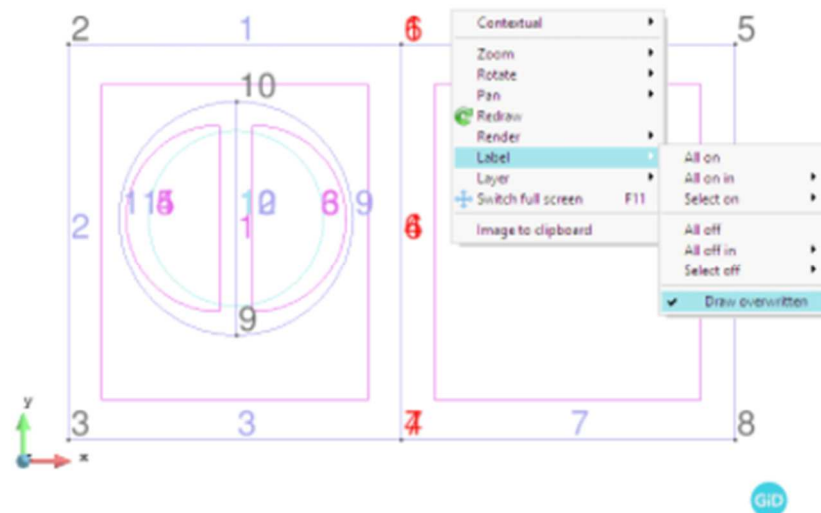 2
1
5
10
2
9
1
9
3
3
7
8
y
x
Contextual
Zoom
Rotate
Pan
Redraw
Render
Label
Layer
Switch full screen F11
Image to clipboard
All on
All on in
Select on
All off
All off in
Select off
Draw overwritten
GiD